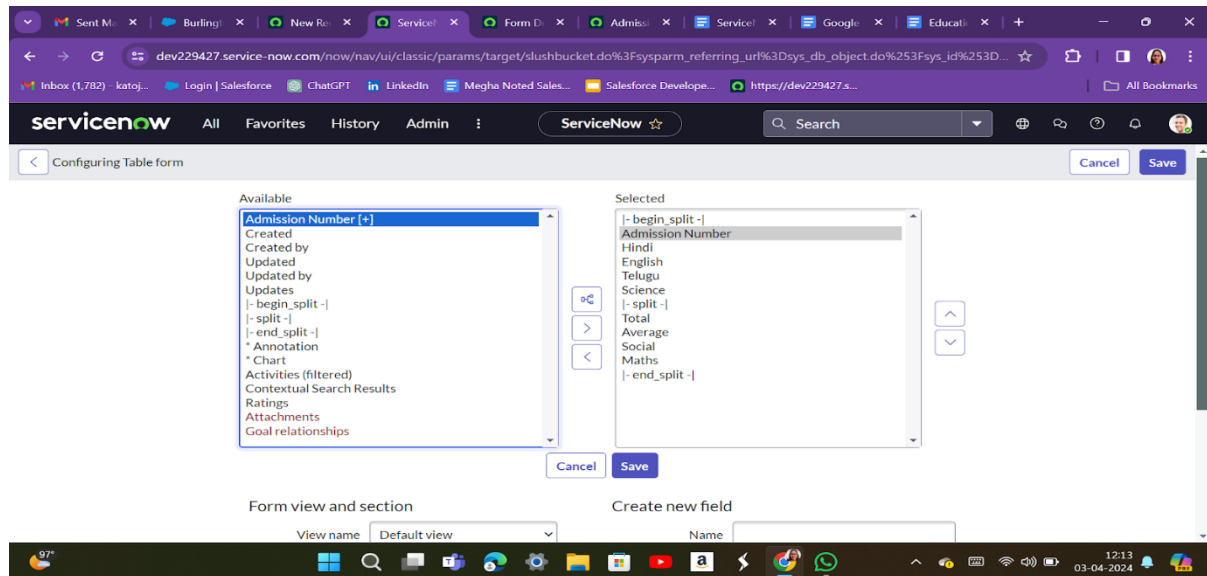 Sent Ma
Burlingt
New Rec
ServiceN
Form De
Admissi
ServiceN
Google
Educatio
dev229427.service-now.com/now/nav/ui/classic/params/target/slushbucket.do%3Fsysparm_referring_url%3Dsys_db_object.do%253Fsys_id%253D...
Inbox (1,782) - katoj...
Login | Salesforce
ChatGPT
LinkedIn
Megha Noted Sales...
Salesforce Develope...
https://dev229427.s...
All Bookmarks
servicenow
All
Favorites
History
Admin
ServiceNow
Search
Configuring Table form
Cancel
Save
Available
Admission Number [+]
Created
Created by
Updated
Updated by
Updates
|- begin_split -|
|- split -|
|- end_split -|
* Annotation
* Chart
Activities (filtered)
Contextual Search Results
Ratings
Attachments
Goal relationships
Selected
|- begin_split -|
Admission Number
Hindi
English
Telugu
Science
|- split -|
Total
Average
Social
Maths
|- end_split -|
Cancel
Save
Form view and section
View name
Default view
Create new field
Name
97°
12:13
03-04-2024